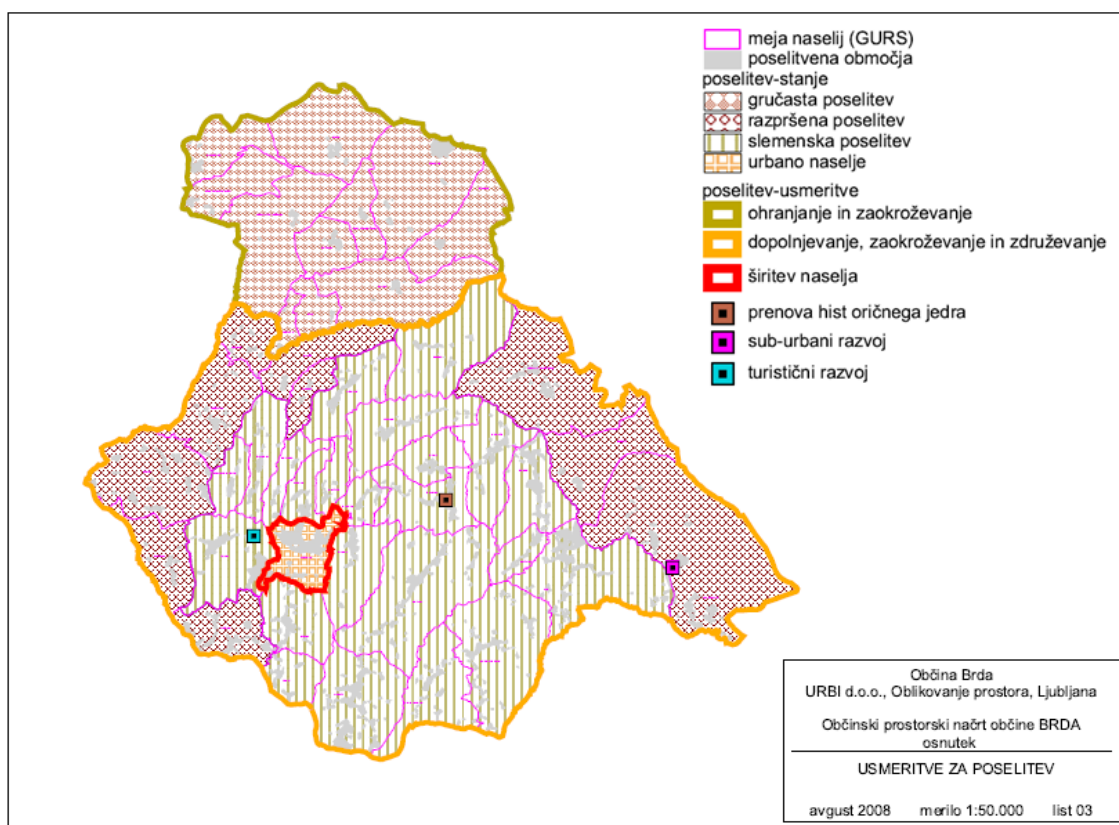 meja naselij (GURS)
poselitvena območja
poselitev-stanje
gručasta poselitev
razpršena poselitev
slemenska poselitev
urbano naselje
poselitev-usmeritve
ohranjanje in zaokroževanje
dopolnjevanje, zaokroževanje in združevanje
širitev naselja
prenova hist oričnega jedra
sub-urbani razvoj
turistični razvoj
Občina Brda
URBI d.o.o., Oblikovanje prostora, Ljubljana
Občinski prostorski načrt občine BRDA
osnutek
USMERITVE ZA POSELITEV
avgust 2008 merilo 1:50.000 list 03